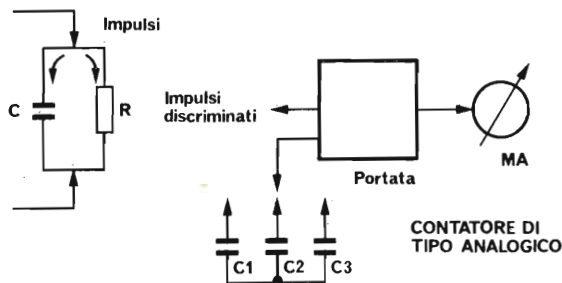 Impulsi
C
R
Impulsi
discriminati
MA
Portata
C1
C2
C3
CONTATORE DI
TIPO ANALOGICO